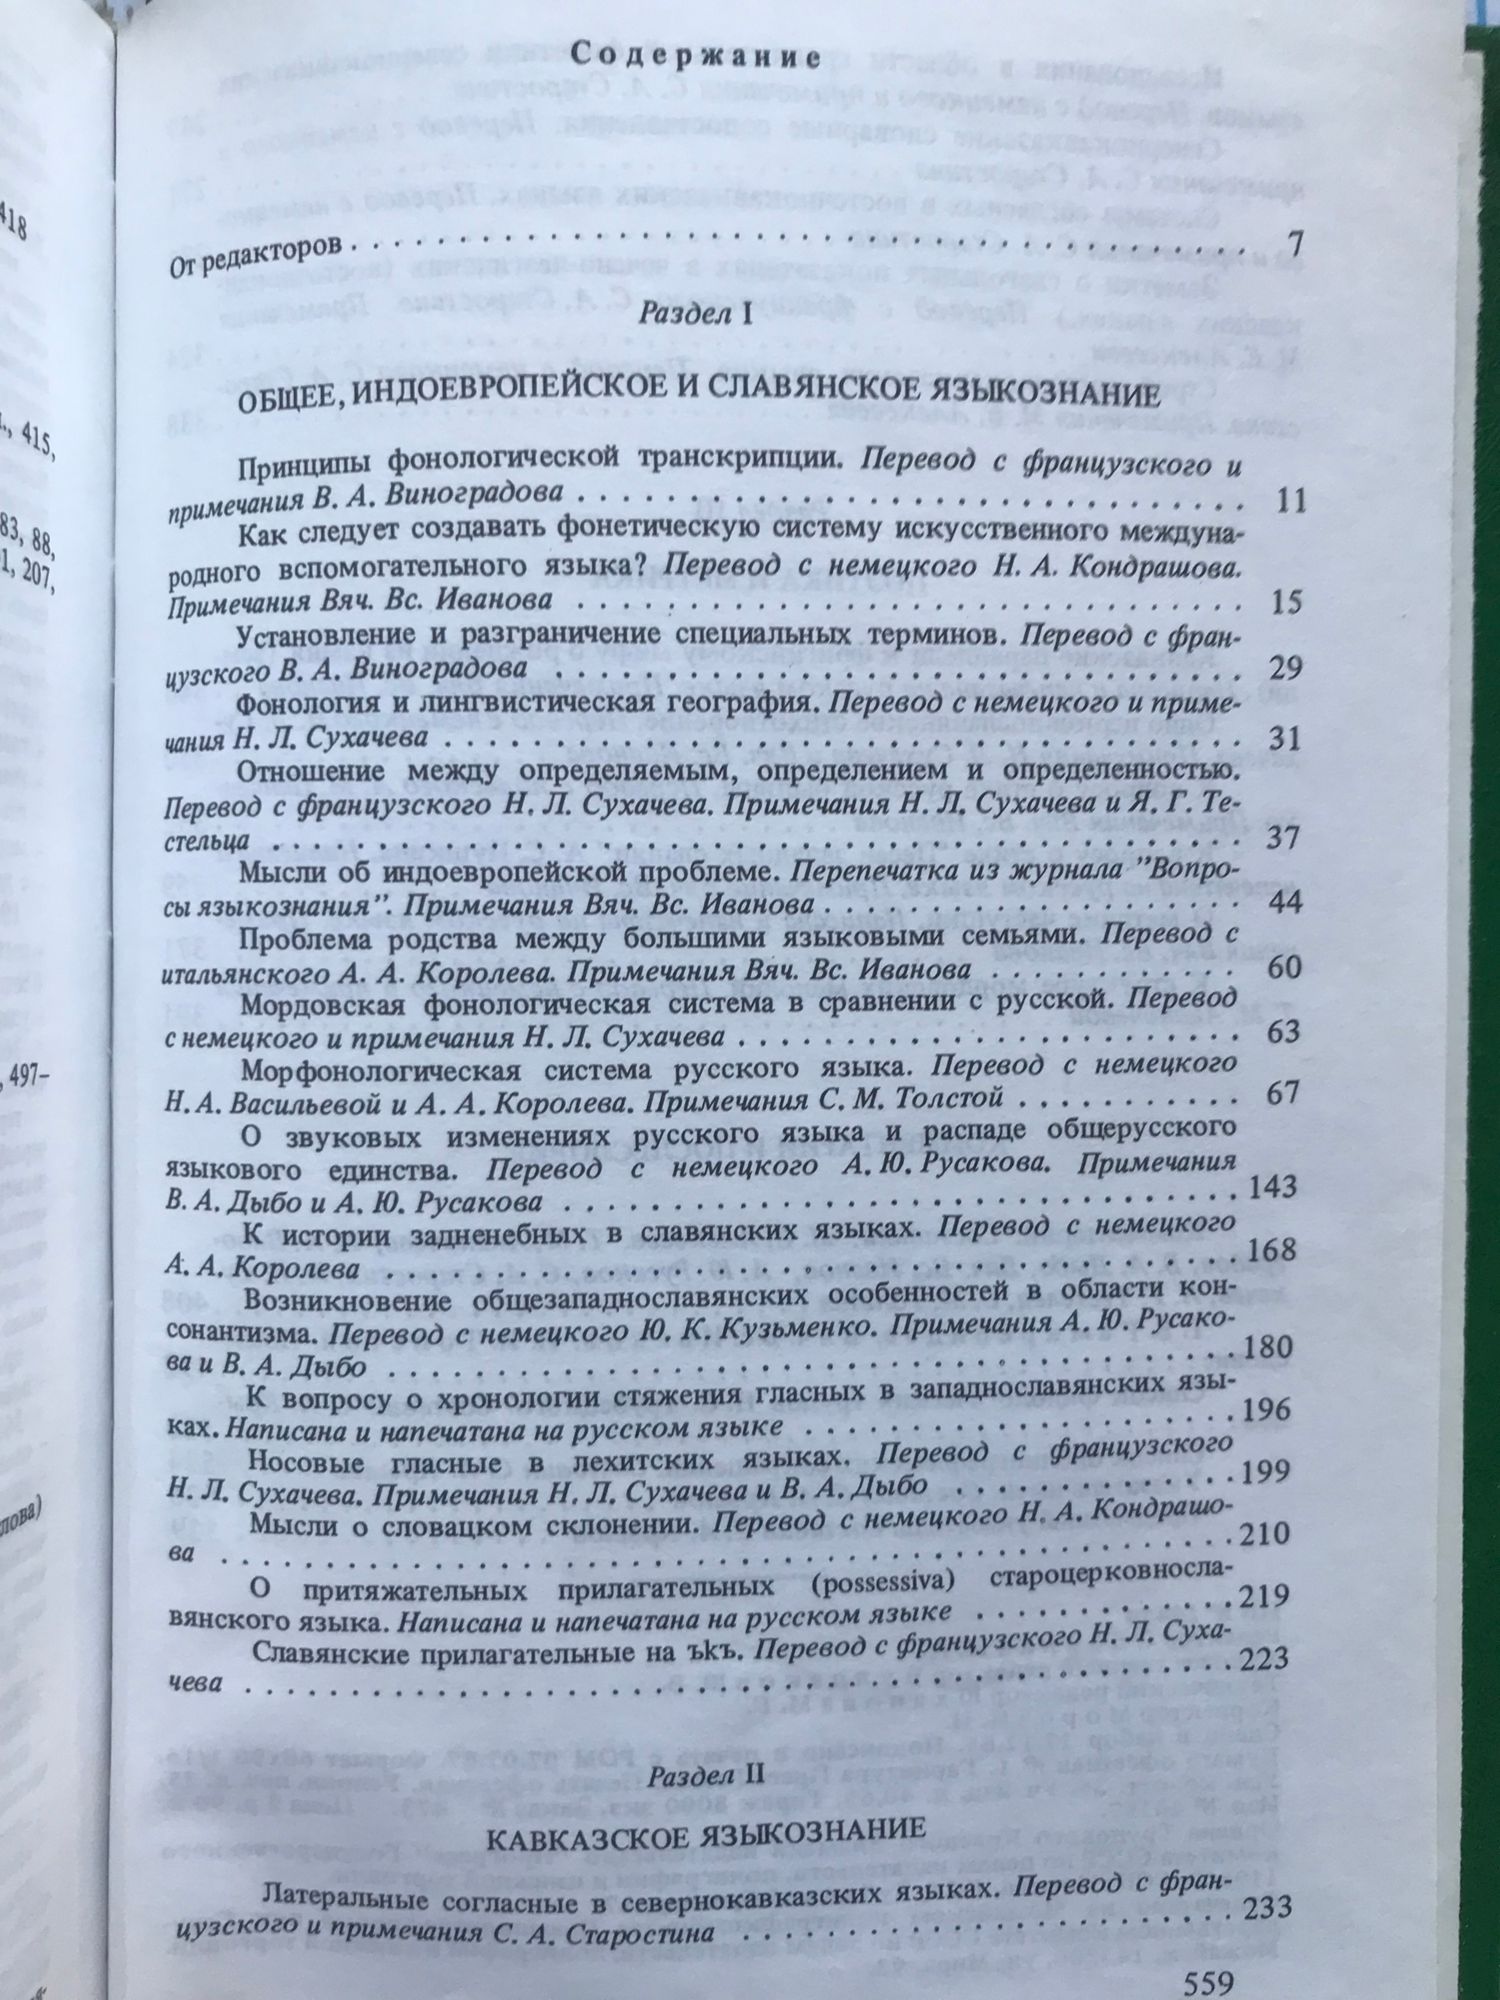 418
., 415,
83, 88,
1, 207,
, 497–
лова)
Содержание
От редакторов . . . . . . . . . . . . . . . . . . . . . . . . . . . . . . . . . . . . 7
Раздел I
ОБЩЕЕ, ИНДОЕВРОПЕЙСКОЕ И СЛАВЯНСКОЕ ЯЗЫКОЗНАНИЕ
Принципы фонологической транскрипции. Перевод с французского и
примечания В. А. Виноградова . . . . . . . . . . . . . . . . . . . . . . . . . . . 11
Как следует создавать фонетическую систему искусственного междуна-
родного вспомогательного языка? Перевод с немецкого Н. А. Кондрашова.
Примечания Вяч. Вс. Иванова . . . . . . . . . . . . . . . . . . . . . . . . . . . 15
Установление и разграничение специальных терминов. Перевод с фран-
цузского В. А. Виноградова . . . . . . . . . . . . . . . . . . . . . . . . . . . . 29
Фонология и лингвистическая география. Перевод с немецкого и приме-
чания Н. Л. Сухачева . . . . . . . . . . . . . . . . . . . . . . . . . . . . . . . . 31
Отношение между определяемым, определением и определенностью.
Перевод с французского Н. Л. Сухачева. Примечания Н. Л. Сухачева и Я. Г. Те-
стельца . . . . . . . . . . . . . . . . . . . . . . . . . . . . . . . . . . . . . . . 37
Мысли об индоевропейской проблеме. Перепечатка из журнала ”Вопро-
сы языкознания”. Примечания Вяч. Вс. Иванова . . . . . . . . . . . . . . . . . 44
Проблема родства между большими языковыми семьями. Перевод с
итальянского А. А. Королева. Примечания Вяч. Вс. Иванова . . . . . . . . . . 60
Мордовская фонологическая система в сравнении с русской. Перевод
с немецкого и примечания Н. Л. Сухачева . . . . . . . . . . . . . . . . . . . . 63
Морфонологическая система русского языка. Перевод с немецкого
Н. А. Васильевой и А. А. Королева. Примечания С. М. Толстой . . . . . . . . . 67
О звуковых изменениях русского языка и распаде общерусского
языкового единства. Перевод с немецкого А. Ю. Русакова. Примечания
В. А. Дыбо и А. Ю. Русакова . . . . . . . . . . . . . . . . . . . . . . . . . . . 143
К истории задненебных в славянских языках. Перевод с немецкого
А. А. Королева . . . . . . . . . . . . . . . . . . . . . . . . . . . . . . . . . . 168
Возникновение общезападнославянских особенностей в области кон-
сонантизма. Перевод с немецкого Ю. К. Кузьменко. Примечания А. Ю. Русако-
ва и В. А. Дыбо . . . . . . . . . . . . . . . . . . . . . . . . . . . . . . . . . . 180
К вопросу о хронологии стяжения гласных в западнославянских язы-
ках. Написана и напечатана на русском языке . . . . . . . . . . . . . . . . . 196
Носовые гласные в лехитских языках. Перевод с французского
Н. Л. Сухачева. Примечания Н. Л. Сухачева и В. А. Дыбо . . . . . . . . . . . . 199
Мысли о словацком склонении. Перевод с немецкого Н. А. Кондрашо-
ва . . . . . . . . . . . . . . . . . . . . . . . . . . . . . . . . . . . . . . . . 210
О притяжательных прилагательных (possessiva) староцерковносла-
вянского языка. Написана и напечатана на русском языке . . . . . . . . . . . 219
Славянские прилагательные на ъkъ. Перевод с французского Н. Л. Суха-
чева . . . . . . . . . . . . . . . . . . . . . . . . . . . . . . . . . . . . . . . 223
Раздел II
КАВКАЗСКОЕ ЯЗЫКОЗНАНИЕ
Латеральные согласные в севернокавказских языках. Перевод с фран-
цузского и примечания С. А. Старостина . . . . . . . . . . . . . . . . . . . . 233
559